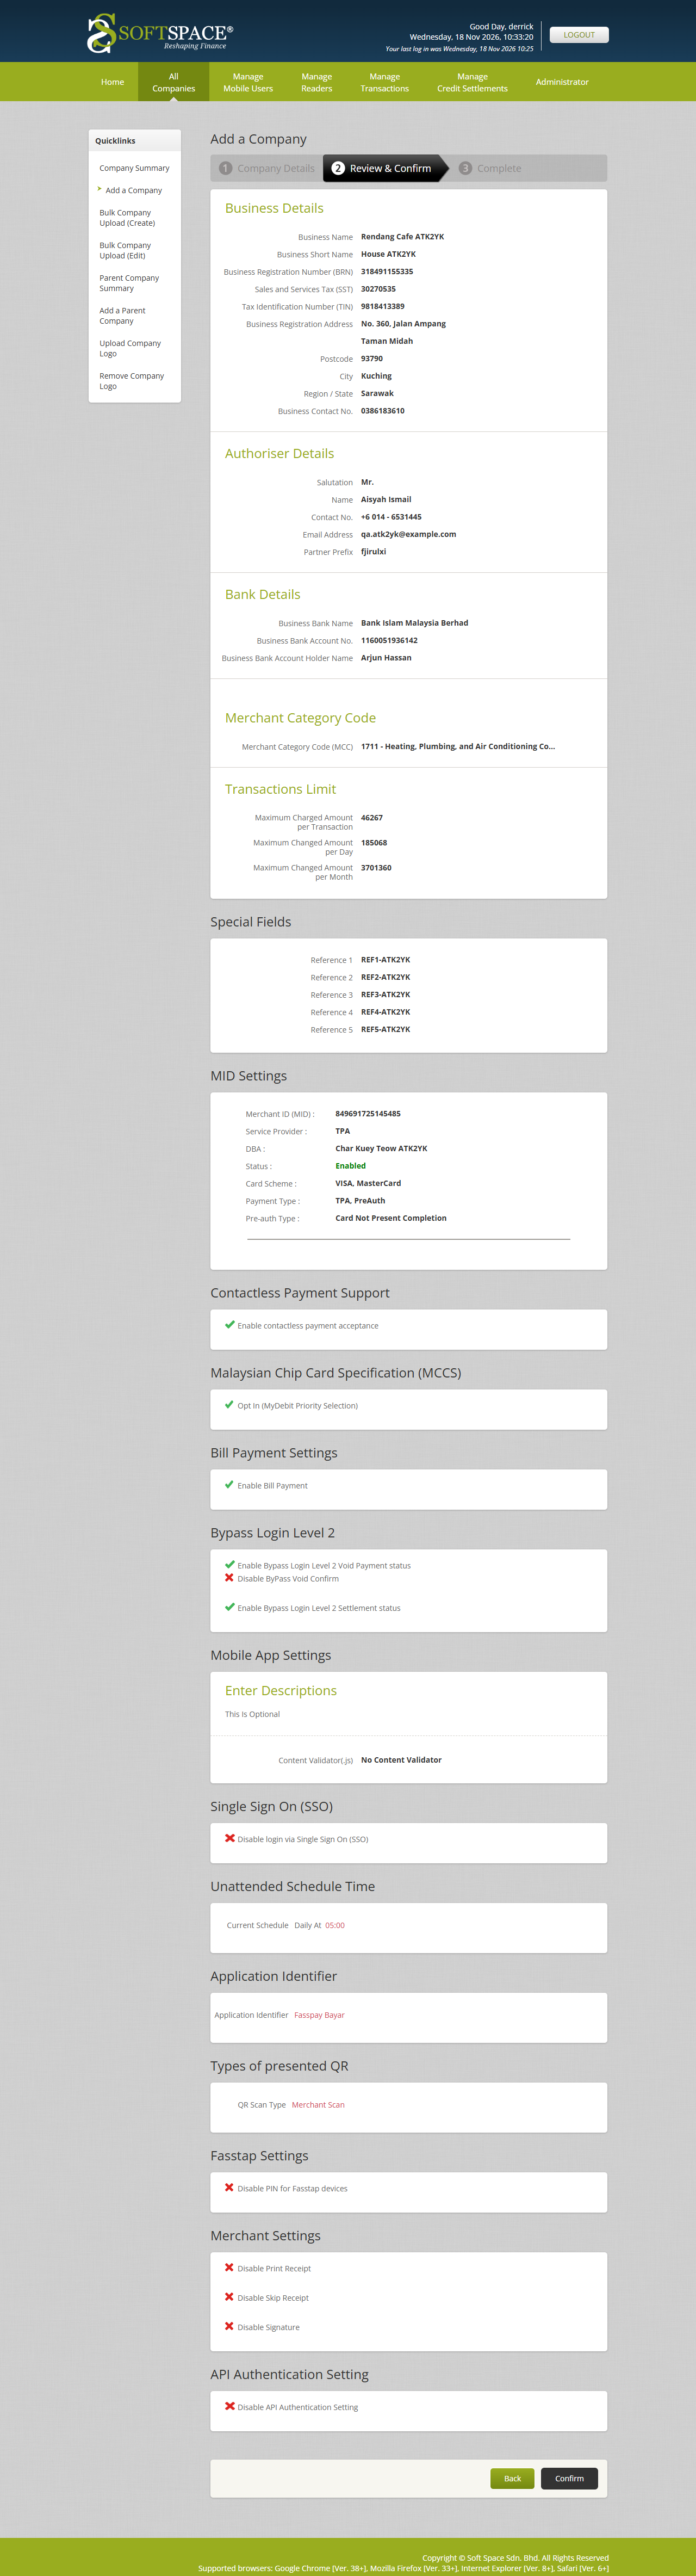 SOFTSPACE®
Reshaping Finance
Good Day, derrick
Wednesday, 18 Nov 2026, 10:33:20
Your last log in was Wednesday, 18 Nov 2026 10:25
LOGOUT
Home
All
Companies
Manage
Mobile Users
Manage
Readers
Manage
Transactions
Manage
Credit Settlements
Administrator
Quicklinks
Company Summary
Add a Company
Bulk Company
Upload (Create)
Bulk Company
Upload (Edit)
Parent Company
Summary
Add a Parent
Company
Upload Company
Logo
Remove Company
Logo
Add a Company
1 Company Details
2 Review & Confirm
3 Complete
Business Details
Business Name Rendang Cafe ATK2YK
Business Short Name House ATK2YK
Business Registration Number (BRN) 318491155335
Sales and Services Tax (SST) 30270535
Tax Identification Number (TIN) 9818413389
Business Registration Address No. 360, Jalan Ampang
Taman Midah
Postcode 93790
City Kuching
Region / State Sarawak
Business Contact No. 0386183610
Authoriser Details
Salutation Mr.
Name Aisyah Ismail
Contact No. +6 014 - 6531445
Email Address qa.atk2yk@example.com
Partner Prefix fjirulxi
Bank Details
Business Bank Name Bank Islam Malaysia Berhad
Business Bank Account No. 1160051936142
Business Bank Account Holder Name Arjun Hassan
Merchant Category Code
Merchant Category Code (MCC) 1711 - Heating, Plumbing, and Air Conditioning Co...
Transactions Limit
Maximum Charged Amount
per Transaction 46267
Maximum Changed Amount
per Day 185068
Maximum Changed Amount
per Month 3701360
Special Fields
Reference 1 REF1-ATK2YK
Reference 2 REF2-ATK2YK
Reference 3 REF3-ATK2YK
Reference 4 REF4-ATK2YK
Reference 5 REF5-ATK2YK
MID Settings
Merchant ID (MID) : 849691725145485
Service Provider : TPA
DBA : Char Kuey Teow ATK2YK
Status : Enabled
Card Scheme : VISA, MasterCard
Payment Type : TPA, PreAuth
Pre-auth Type : Card Not Present Completion
Contactless Payment Support
Enable contactless payment acceptance
Malaysian Chip Card Specification (MCCS)
Opt In (MyDebit Priority Selection)
Bill Payment Settings
Enable Bill Payment
Bypass Login Level 2
Enable Bypass Login Level 2 Void Payment status
Disable ByPass Void Confirm
Enable Bypass Login Level 2 Settlement status
Mobile App Settings
Enter Descriptions
This Is Optional
Content Validator(.js) No Content Validator
Single Sign On (SSO)
Disable login via Single Sign On (SSO)
Unattended Schedule Time
Current Schedule Daily At 05:00
Application Identifier
Application Identifier Fasspay Bayar
Types of presented QR
QR Scan Type Merchant Scan
Fasstap Settings
Disable PIN for Fasstap devices
Merchant Settings
Disable Print Receipt
Disable Skip Receipt
Disable Signature
API Authentication Setting
Disable API Authentication Setting
Back
Confirm
Copyright © Soft Space Sdn. Bhd. All Rights Reserved
Supported browsers: Google Chrome [Ver. 38+], Mozilla Firefox [Ver. 33+], Internet Explorer [Ver. 8+], Safari [Ver. 6+]